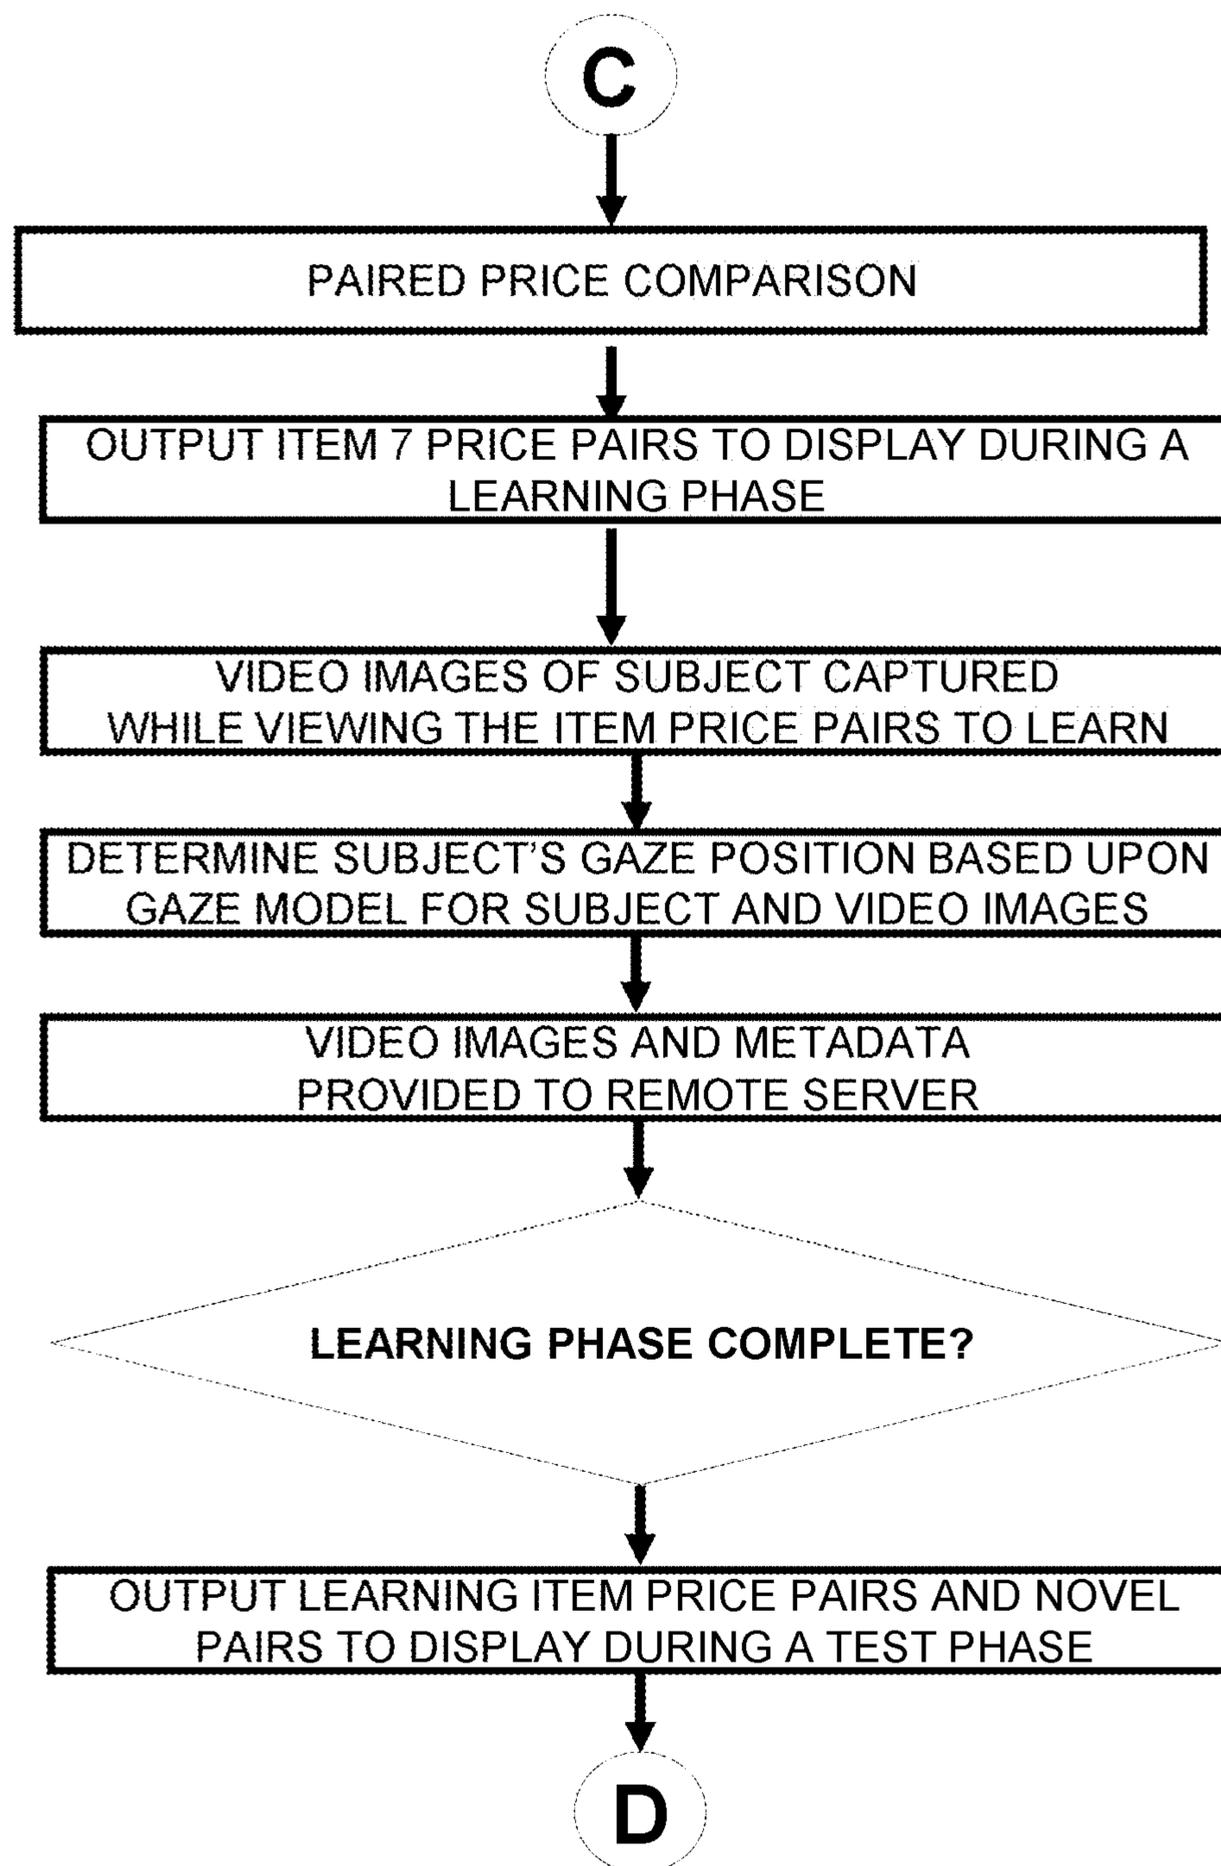 C
PAIRED PRICE COMPARISON
OUTPUT ITEM 7 PRICE PAIRS TO DISPLAY DURING A
LEARNING PHASE
VIDEO IMAGES OF SUBJECT CAPTURED
WHILE VIEWING THE ITEM PRICE PAIRS TO LEARN
DETERMINE SUBJECT'S GAZE POSITION BASED UPON
GAZE MODEL FOR SUBJECT AND VIDEO IMAGES
VIDEO IMAGES AND METADATA
PROVIDED TO REMOTE SERVER
LEARNING PHASE COMPLETE?
OUTPUT LEARNING ITEM PRICE PAIRS AND NOVEL
PAIRS TO DISPLAY DURING A TEST PHASE
D